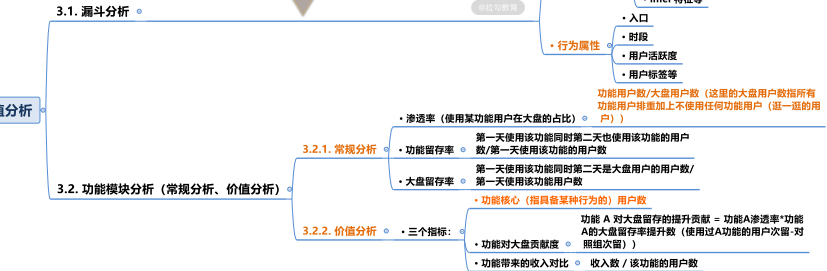 3.1. 漏斗分析
@拉勾教育
• 行为属性
• 入口
• 时段
• 用户活跃度
• 用户标签等
值分析
3.2. 功能模块分析（常规分析、价值分析）
3.2.1. 常规分析
• 渗透率（使用某功能用户在大盘的占比）
功能用户数/大盘用户数（这里的大盘用户数指所有
功能用户排重加上不使用任何功能用户（逛一逛的用
户））
• 功能留存率
第一天使用该功能同时第二天也使用该功能的用户
数/第一天使用该功能的用户数
• 大盘留存率
第一天使用该功能同时第二天是大盘用户的用户数/
第一天使用该功能用户数
3.2.2. 价值分析
• 三个指标：
• 功能核心（指具备某种行为的）用户数
• 功能对大盘贡献度
功能 A 对大盘留存的提升贡献 = 功能A渗透率*功能
A的大盘留存率提升数（使用过A功能的用户次留-对
照组次留））
• 功能带来的收入对比
收入数 / 该功能的用户数